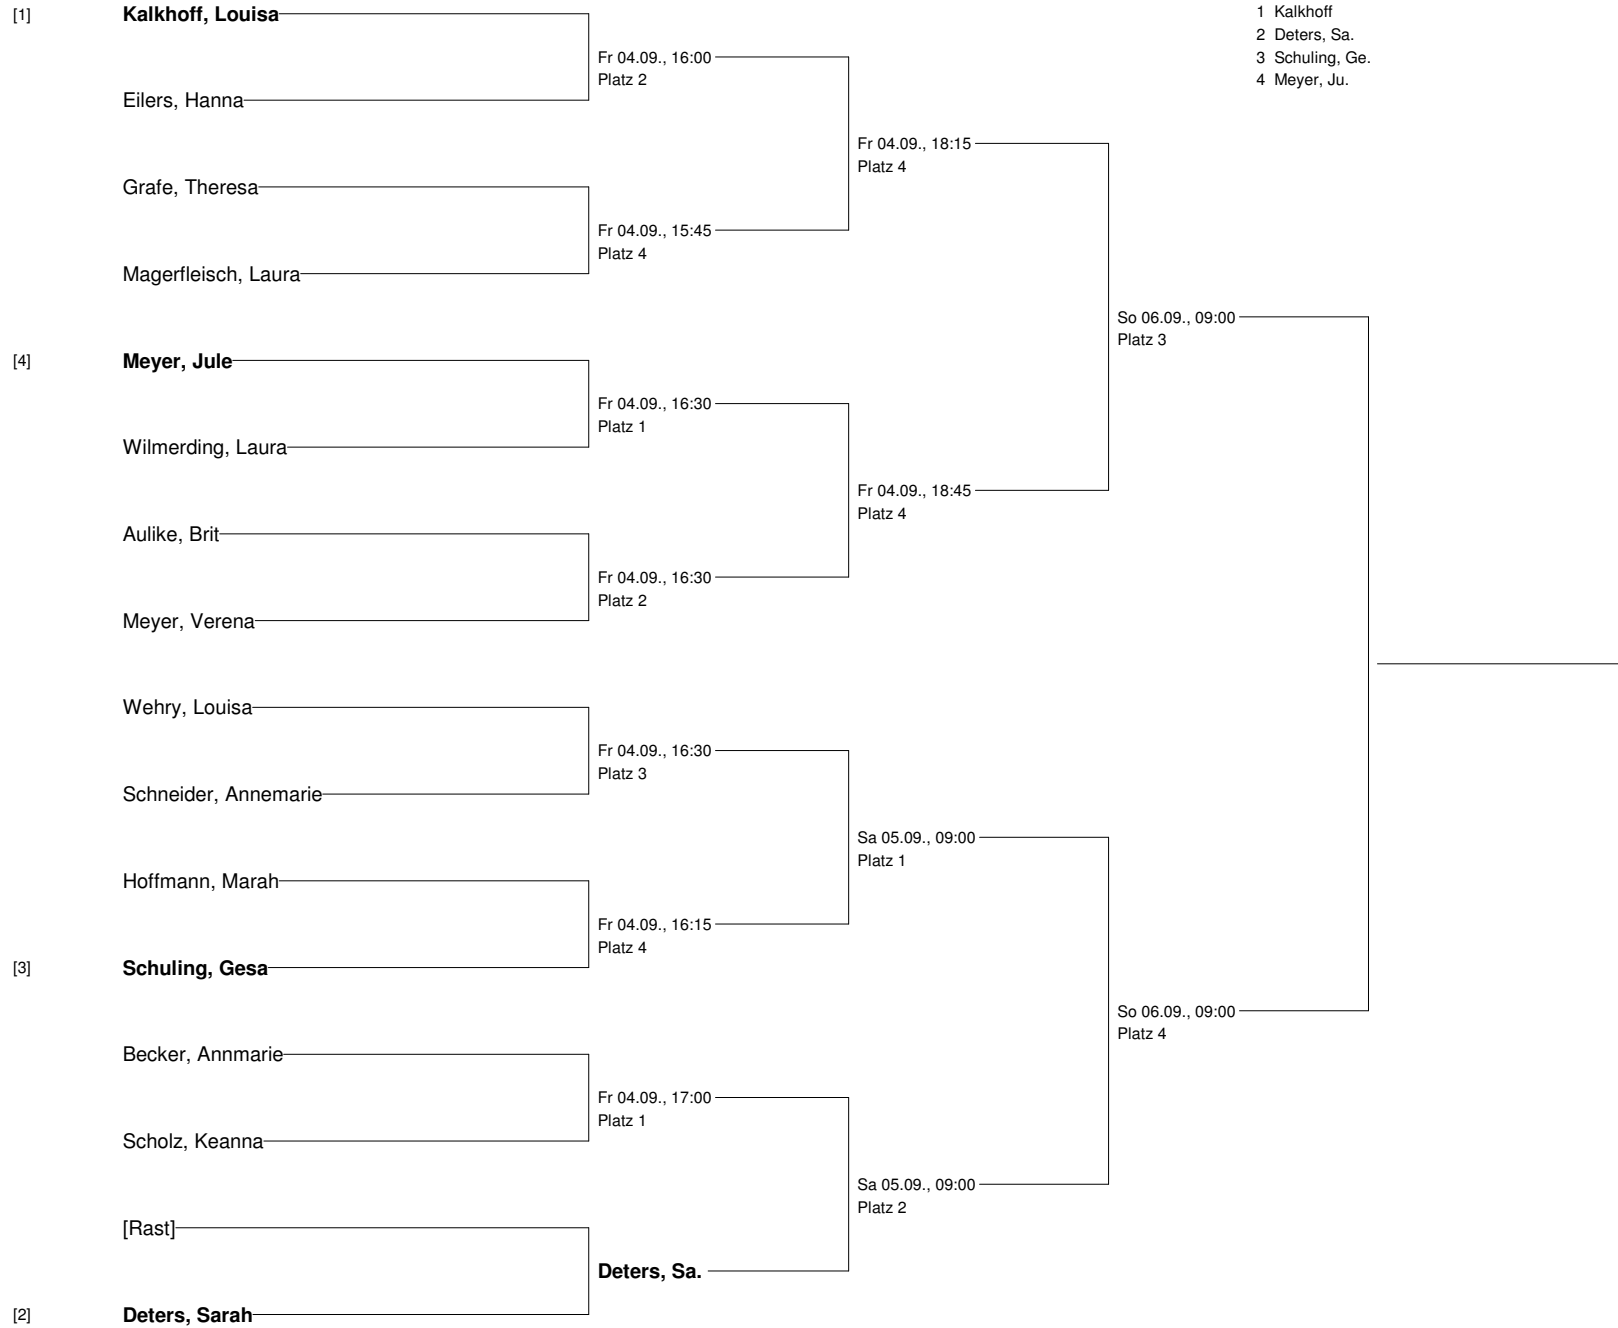 [1] Kalkhoff, Louisa
1 Kalkhoff
2 Deters, Sa.
3 Schuling, Ge.
4 Meyer, Ju.
Fr 04.09., 16:00
Platz 2
Eilers, Hanna
Fr 04.09., 18:15
Platz 4
Grafe, Theresa
Fr 04.09., 15:45
Platz 4
Magerfleisch, Laura
So 06.09., 09:00
Platz 3
[4] Meyer, Jule
Fr 04.09., 16:30
Platz 1
Wilmerding, Laura
Fr 04.09., 18:45
Platz 4
Aulike, Brit
Fr 04.09., 16:30
Platz 2
Meyer, Verena
Wehry, Louisa
Fr 04.09., 16:30
Platz 3
Schneider, Annemarie
Sa 05.09., 09:00
Platz 1
Hoffmann, Marah
Fr 04.09., 16:15
Platz 4
[3] Schuling, Gesa
So 06.09., 09:00
Platz 4
Becker, Annmarie
Fr 04.09., 17:00
Platz 1
Scholz, Keanna
Sa 05.09., 09:00
Platz 2
[Rast]
Deters, Sa.
[2] Deters, Sarah